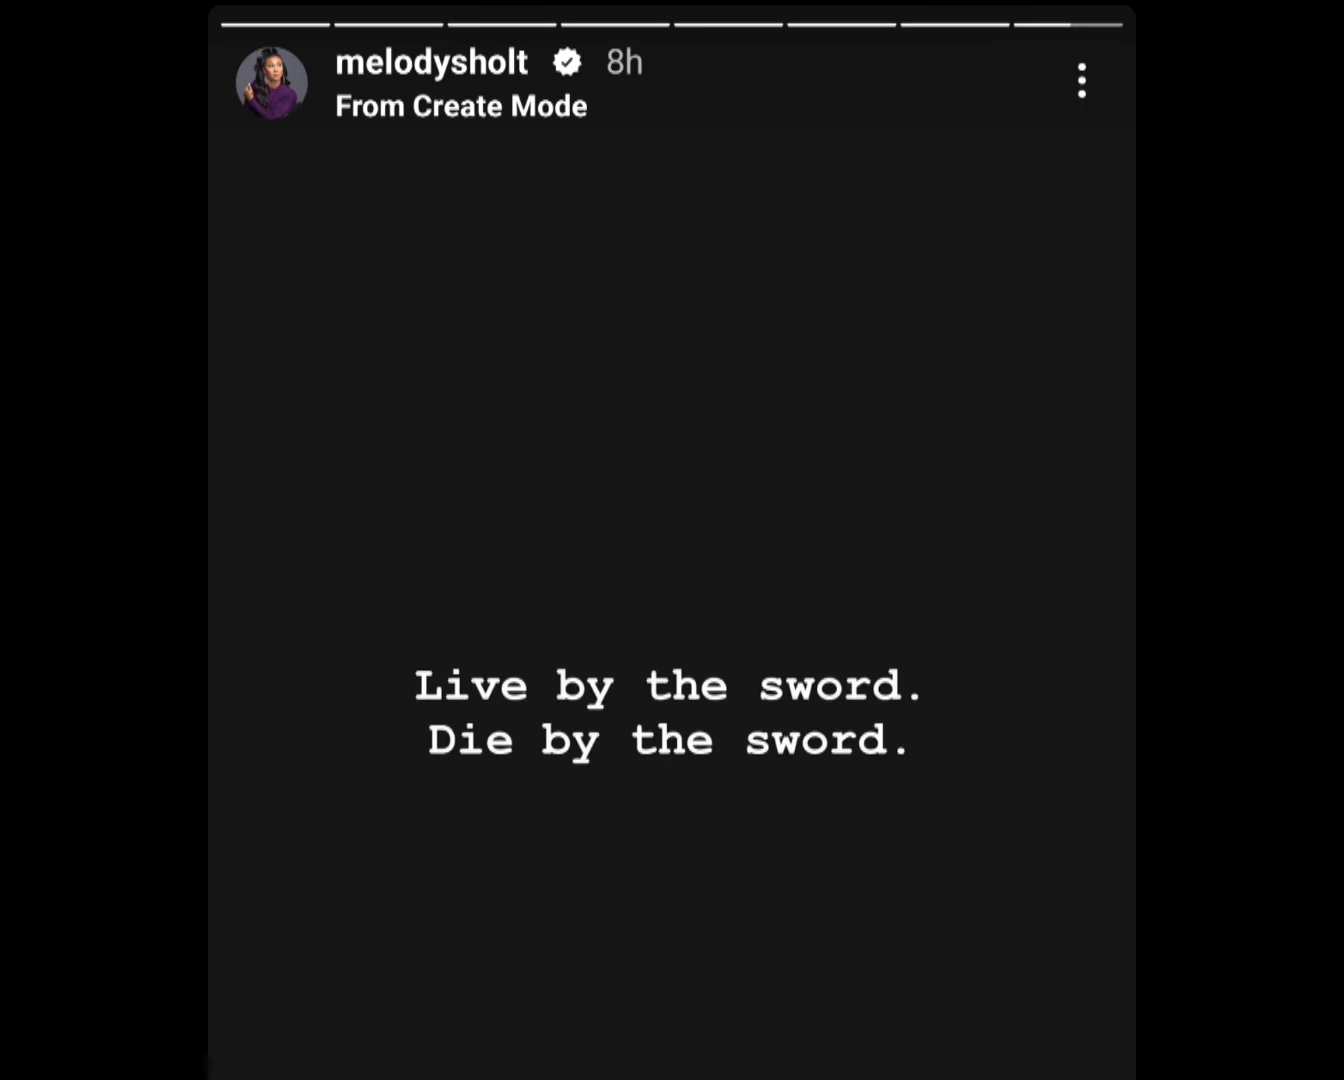 melodysholt 8h
From Create Mode
Live by the sword.
Die by the sword.